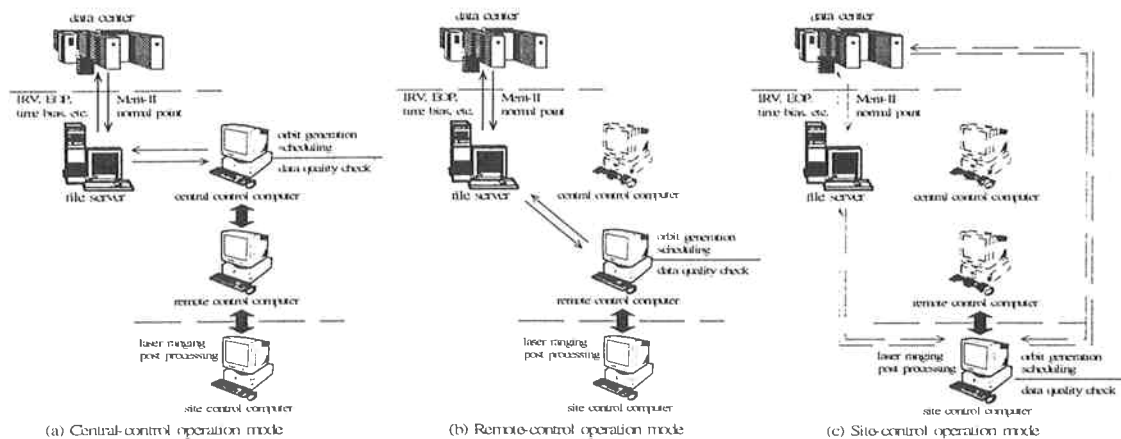 data center
IRV, EOP,
time bias, etc.
Ment-II
normal point
file server
orbit generation
scheduling
data quality check
central control computer
remote control computer
laser ranging
post processing
site control computer
(a) Central-control operation mode
data center
IRV, EOP,
time bias, etc.
Ment-II
normal point
file server
central control computer
orbit generation
scheduling
data quality check
remote control computer
laser ranging
post processing
site control computer
(b) Remote-control operation mode
data center
IRV, EOP,
time bias, etc.
Ment-II
normal point
file server
central control computer
remote control computer
laser ranging
post processing
orbit generation
scheduling
data quality check
site control computer
(c) Site-control operation mode